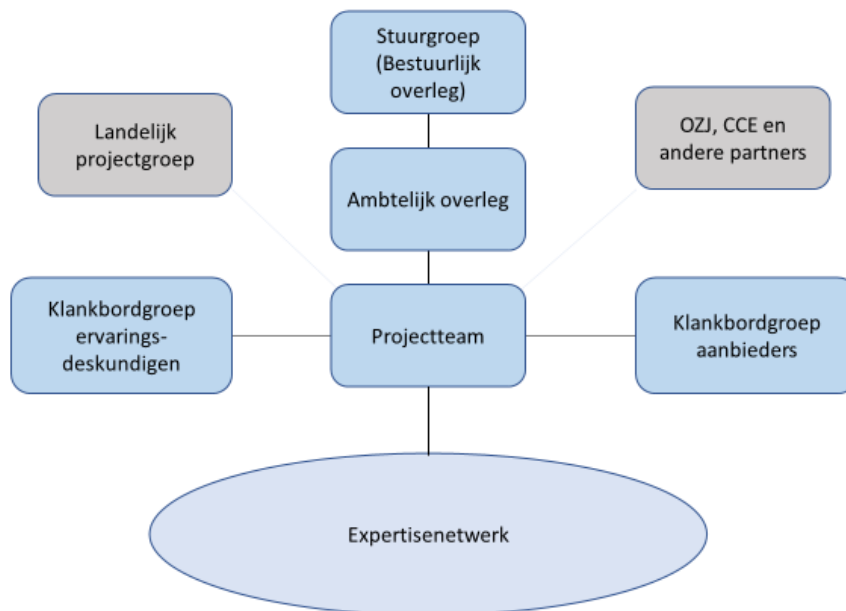 Stuurgroep
(Bestuurlijk
overleg)
Landelijk
projectgroep
OZJ, CCE en
andere partners
Ambtelijk overleg
Klankbordgroep
ervarings-
deskundigen
Projectteam
Klankbordgroep
aanbieders
Expertisenetwerk